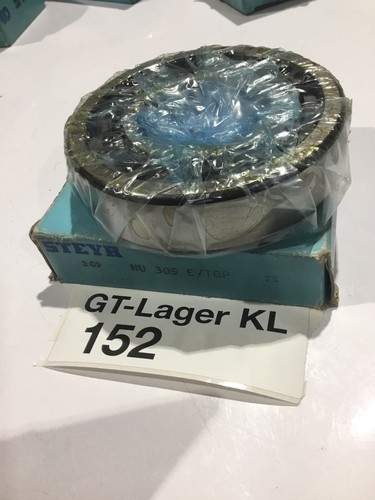 STEYR
NU 309 E/TGP
GT-Lager KL
152